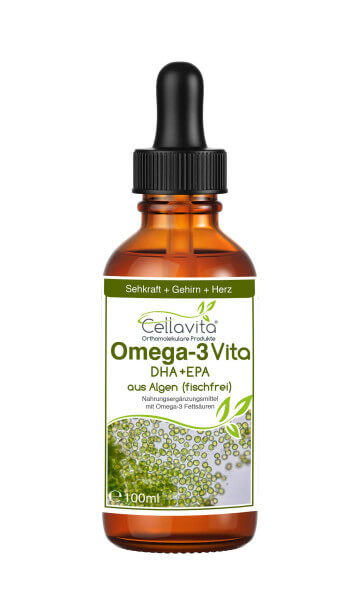 Sehkraft + Gehirn + Herz
Cellavita®
Orthomolekulare Produkte
Omega-3 Vita
DHA+EPA
aus Algen (fischfrei)
Nahrungsergänzungsmittel
mit Omega-3 Fettsäuren
℮100ml